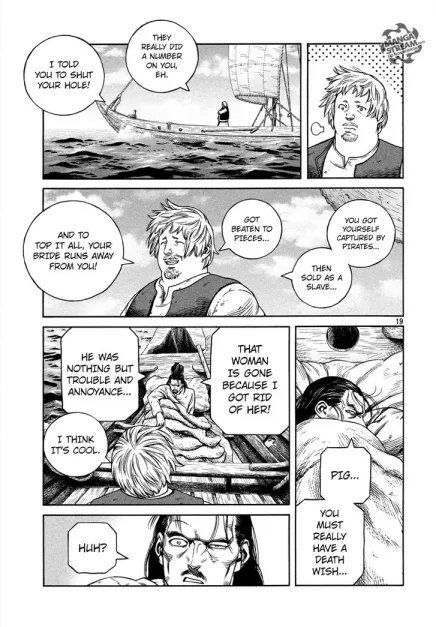 MANGA
STREAM
THEY
REALLY DID
A NUMBER
ON YOU,
EH.
I TOLD
YOU TO SHUT
YOUR HOLE!
YOU GOT
YOURSELF
CAPTURED BY
PIRATES...
THEN
SOLD AS A
SLAVE...
GOT
BEATEN TO
PIECES...
AND TO
TOP IT ALL, YOUR
BRIDE RUNS AWAY
FROM YOU!
19
PIG...
YOU
MUST
REALLY
HAVE A
DEATH
WISH...
THAT
WOMAN
IS GONE
BECAUSE I
GOT RID
OF HER!
HE WAS
NOTHING BUT
TROUBLE AND
ANNOYANCE...
I THINK
IT'S COOL.
HUH?